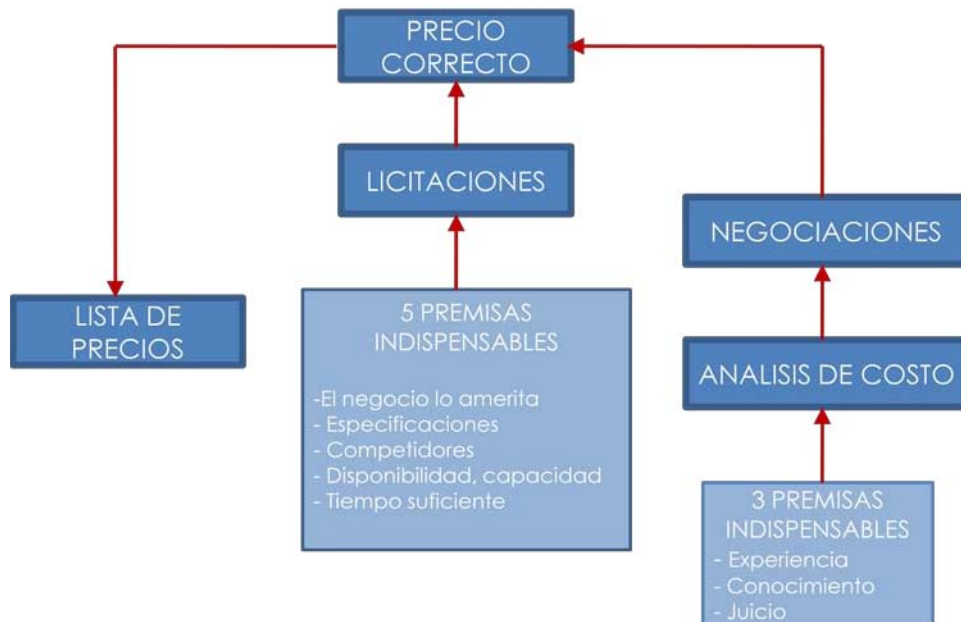 PRECIO
CORRECTO
LICITACIONES
NEGOCIACIONES
LISTA DE
PRECIOS
5 PREMISAS
INDISPENSABLES
-El negocio lo amerita
- Especificaciones
- Competidores
- Disponibilidad, capacidad
- Tiempo suficiente
ANALISIS DE COSTO
3 PREMISAS
INDISPENSABLES
- Experiencia
- Conocimiento
- Juicio